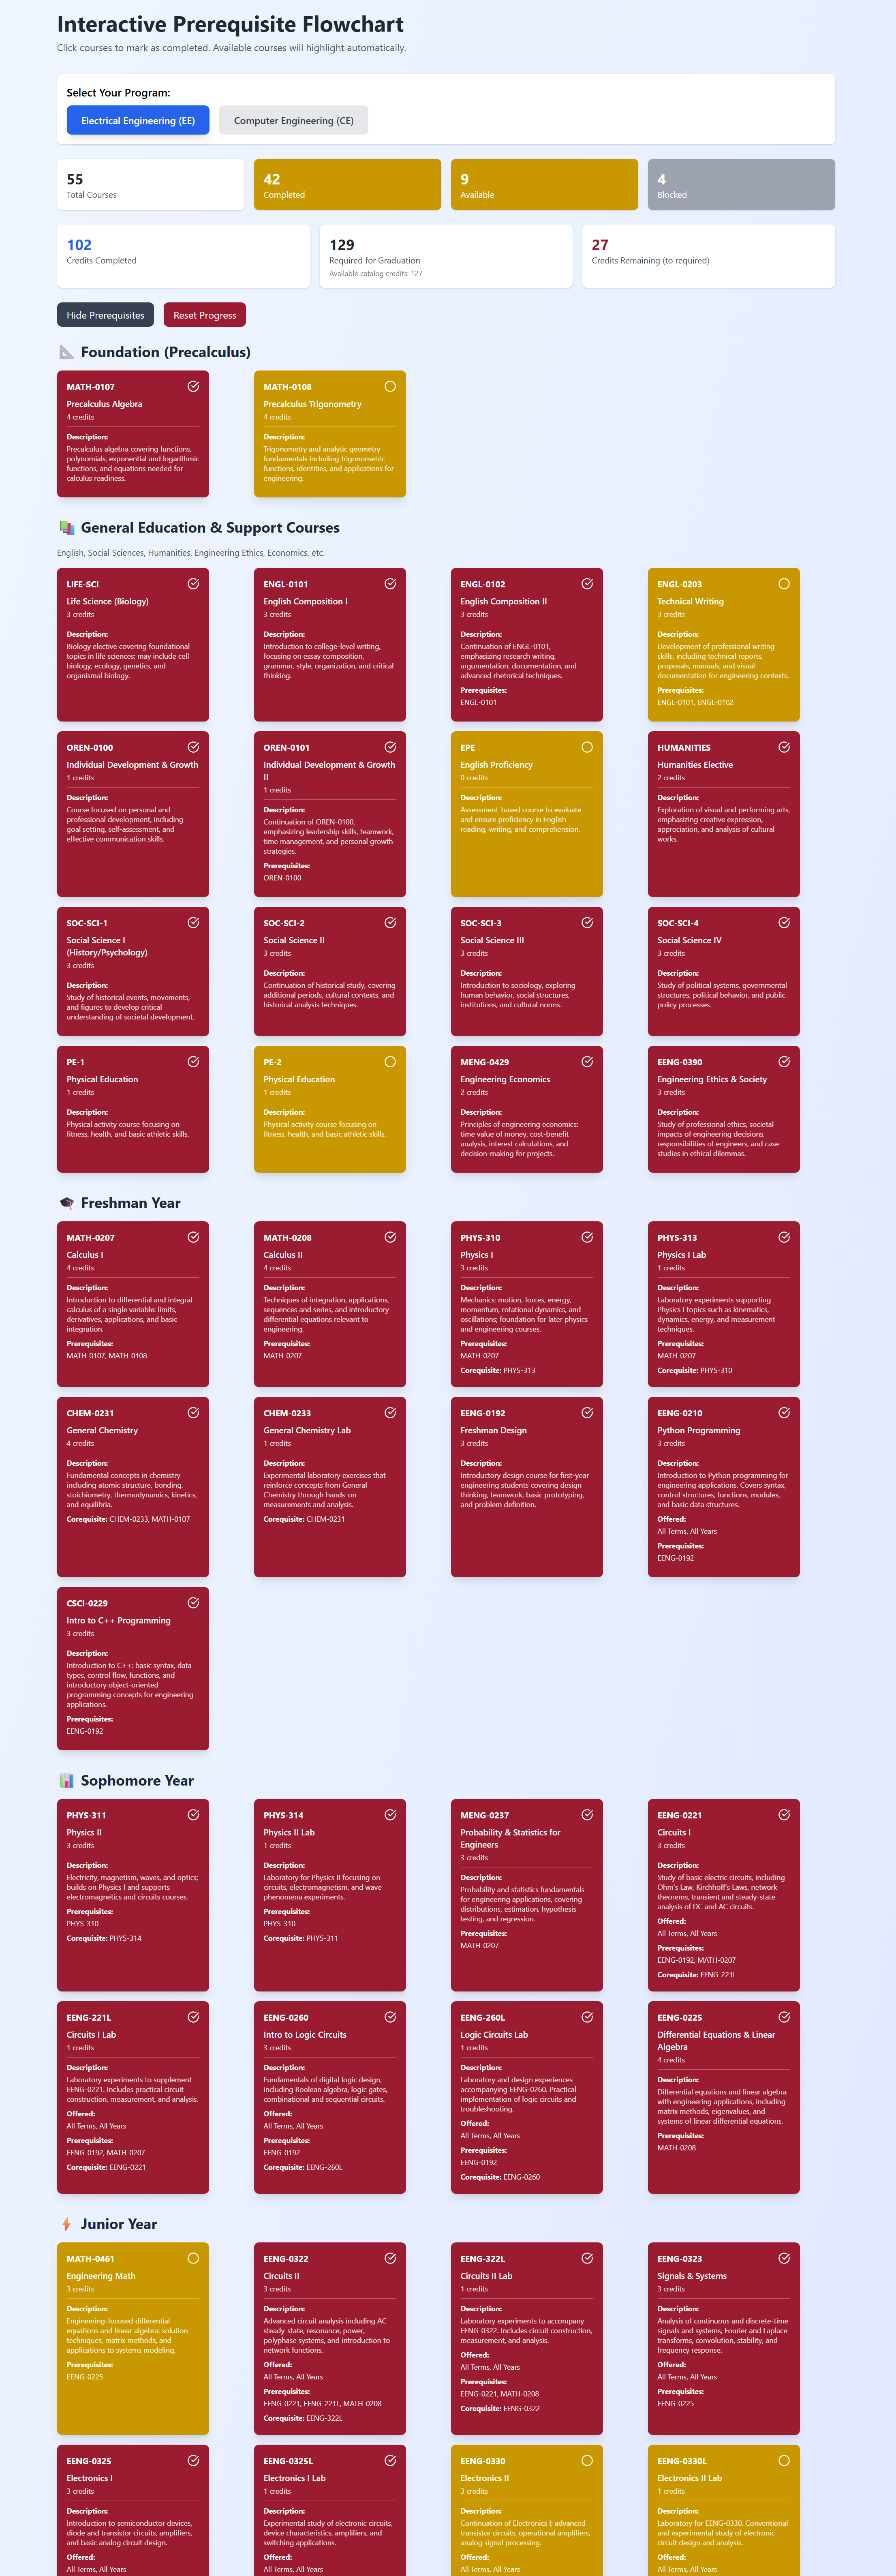 Interactive Prerequisite Flowchart
Click courses to mark as completed. Available courses will highlight automatically.
Select Your Program:
Electrical Engineering (EE)
Computer Engineering (CE)
55
Total Courses
42
Completed
9
Available
4
Blocked
102
Credits Completed
129
Required for Graduation
Available catalog credits: 127
27
Credits Remaining (to required)
Hide Prerequisites
Reset Progress
Foundation (Precalculus)
MATH-0107
Precalculus Algebra
4 credits
Description:
Precalculus algebra covering functions,
polynomials, exponential and logarithmic
functions, and equations needed for
calculus readiness.
MATH-0108
Precalculus Trigonometry
4 credits
Description:
Trigonometry and analytic geometry
fundamentals including trigonometric
functions, identities, and applications for
engineering.
General Education & Support Courses
English, Social Sciences, Humanities, Engineering Ethics, Economics, etc.
LIFE-SCI
Life Science (Biology)
3 credits
Description:
Biology elective covering foundational
topics in life sciences; may include cell
biology, ecology, genetics, and
organismal biology.
ENGL-0101
English Composition I
3 credits
Description:
Introduction to college-level writing,
focusing on essay composition,
grammar, style, organization, and critical
thinking.
ENGL-0102
English Composition II
3 credits
Description:
Continuation of ENGL-0101,
emphasizing research writing,
argumentation, documentation, and
advanced rhetorical techniques.
Prerequisites:
ENGL-0101
ENGL-0203
Technical Writing
3 credits
Description:
Development of professional writing
skills, including technical reports,
proposals, manuals, and visual
documentation for engineering contexts.
Prerequisites:
ENGL-0101, ENGL-0102
OREN-0100
Individual Development & Growth
1 credits
Description:
Course focused on personal and
professional development, including
goal setting, self-assessment, and
effective communication skills.
OREN-0101
Individual Development & Growth
II
1 credits
Description:
Continuation of OREN-0100,
emphasizing leadership skills, teamwork,
time management, and personal growth
strategies.
Prerequisites:
OREN-0100
EPE
English Proficiency
0 credits
Description:
Assessment-based course to evaluate
and ensure proficiency in English
reading, writing, and comprehension.
HUMANITIES
Humanities Elective
2 credits
Description:
Exploration of visual and performing arts,
emphasizing creative expression,
appreciation, and analysis of cultural
works.
SOC-SCI-1
Social Science I
(History/Psychology)
3 credits
Description:
Study of historical events, movements,
and figures to develop critical
understanding of societal development.
SOC-SCI-2
Social Science II
3 credits
Description:
Continuation of historical study, covering
additional periods, cultural contexts, and
historical analysis techniques.
SOC-SCI-3
Social Science III
3 credits
Description:
Introduction to sociology, exploring
human behavior, social structures,
institutions, and cultural norms.
SOC-SCI-4
Social Science IV
3 credits
Description:
Study of political systems, governmental
structures, political behavior, and public
policy processes.
PE-1
Physical Education
1 credits
Description:
Physical activity course focusing on
fitness, health, and basic athletic skills.
PE-2
Physical Education
1 credits
Description:
Physical activity course focusing on
fitness, health, and basic athletic skills.
MENG-0429
Engineering Economics
2 credits
Description:
Principles of engineering economics:
time value of money, cost-benefit
analysis, interest calculations, and
decision-making for projects.
EENG-0390
Engineering Ethics & Society
3 credits
Description:
Study of professional ethics, societal
impacts of engineering decisions,
responsibilities of engineers, and case
studies in ethical dilemmas.
Freshman Year
MATH-0207
Calculus I
4 credits
Description:
Introduction to differential and integral
calculus of a single variable: limits,
derivatives, applications, and basic
integration.
Prerequisites:
MATH-0107, MATH-0108
MATH-0208
Calculus II
4 credits
Description:
Techniques of integration, applications,
sequences and series, and introductory
differential equations relevant to
engineering.
Prerequisites:
MATH-0207
PHYS-310
Physics I
3 credits
Description:
Mechanics: motion, forces, energy,
momentum, rotational dynamics, and
oscillations; foundation for later physics
and engineering courses.
Prerequisites:
MATH-0207
Corequisite: PHYS-313
PHYS-313
Physics I Lab
1 credits
Description:
Laboratory experiments supporting
Physics I topics such as kinematics,
dynamics, energy, and measurement
techniques.
Prerequisites:
MATH-0207
Corequisite: PHYS-310
CHEM-0231
General Chemistry
4 credits
Description:
Fundamental concepts in chemistry
including atomic structure, bonding,
stoichiometry, thermodynamics, kinetics,
and equilibria.
Corequisite: CHEM-0233, MATH-0107
CHEM-0233
General Chemistry Lab
1 credits
Description:
Experimental laboratory exercises that
reinforce concepts from General
Chemistry through hands-on
measurements and analysis.
Corequisite: CHEM-0231
EENG-0192
Freshman Design
3 credits
Description:
Introductory design course for first-year
engineering students covering design
thinking, teamwork, basic prototyping,
and problem definition.
EENG-0210
Python Programming
3 credits
Description:
Introduction to Python programming for
engineering applications. Covers syntax,
control structures, functions, modules,
and basic data structures.
Offered:
All Terms, All Years
Prerequisites:
EENG-0192
CSCI-0229
Intro to C++ Programming
3 credits
Description:
Introduction to C++: basic syntax, data
types, control flow, functions, and
introductory object-oriented
programming concepts for engineering
applications.
Prerequisites:
EENG-0192
Sophomore Year
PHYS-311
Physics II
3 credits
Description:
Electricity, magnetism, waves, and optics;
builds on Physics I and supports
electromagnetics and circuits courses.
Prerequisites:
PHYS-310
Corequisite: PHYS-314
PHYS-314
Physics II Lab
1 credits
Description:
Laboratory for Physics II focusing on
circuits, electromagnetism, and wave
phenomena experiments.
Prerequisites:
PHYS-310
Corequisite: PHYS-311
MENG-0237
Probability & Statistics for
Engineers
3 credits
Description:
Probability and statistics fundamentals
for engineering applications, covering
distributions, estimation, hypothesis
testing, and regression.
Prerequisites:
MATH-0207
EENG-0221
Circuits I
3 credits
Description:
Study of basic electric circuits, including
Ohm's Law, Kirchhoff's Laws, network
theorems, transient and steady-state
analysis of DC and AC circuits.
Offered:
All Terms, All Years
Prerequisites:
EENG-0192, MATH-0207
Corequisite: EENG-221L
EENG-221L
Circuits I Lab
1 credits
Description:
Laboratory experiments to supplement
EENG-0221. Includes practical circuit
construction, measurement, and analysis.
Offered:
All Terms, All Years
Prerequisites:
EENG-0192, MATH-0207
Corequisite: EENG-0221
EENG-0260
Intro to Logic Circuits
3 credits
Description:
Fundamentals of digital logic design,
including Boolean algebra, logic gates,
combinational and sequential circuits.
Offered:
All Terms, All Years
Prerequisites:
EENG-0192
Corequisite: EENG-260L
EENG-260L
Logic Circuits Lab
1 credits
Description:
Laboratory and design experiences
accompanying EENG-0260. Practical
implementation of logic circuits and
troubleshooting.
Offered:
All Terms, All Years
Prerequisites:
EENG-0192
Corequisite: EENG-0260
EENG-0225
Differential Equations & Linear
Algebra
4 credits
Description:
Differential equations and linear algebra
with engineering applications, including
matrix methods, eigenvalues, and
systems of linear differential equations.
Prerequisites:
MATH-0208
Junior Year
MATH-0461
Engineering Math
3 credits
Description:
Engineering-focused differential
equations and linear algebra: solution
techniques, matrix methods, and
applications to systems modeling.
Prerequisites:
EENG-0225
EENG-0322
Circuits II
3 credits
Description:
Advanced circuit analysis including AC
steady-state, resonance, power,
polyphase systems, and introduction to
network functions.
Offered:
All Terms, All Years
Prerequisites:
EENG-0221, EENG-221L, MATH-0208
Corequisite: EENG-322L
EENG-322L
Circuits II Lab
1 credits
Description:
Laboratory experiments to accompany
EENG-0322. Includes circuit construction,
measurement, and analysis.
Offered:
All Terms, All Years
Prerequisites:
EENG-0221, MATH-0208
Corequisite: EENG-0322
EENG-0323
Signals & Systems
3 credits
Description:
Analysis of continuous and discrete-time
signals and systems, Fourier and Laplace
transforms, convolution, stability, and
frequency response.
Offered:
All Terms, All Years
Prerequisites:
EENG-0225
EENG-0325
Electronics I
3 credits
Description:
Introduction to semiconductor devices,
diode and transistor circuits, amplifiers,
and basic analog circuit design.
Offered:
All Terms, All Years
EENG-0325L
Electronics I Lab
1 credits
Description:
Experimental study of electronic circuits,
device characteristics, amplifiers, and
switching applications.
Offered:
All Terms, All Years
EENG-0330
Electronics II
3 credits
Description:
Continuation of Electronics I; advanced
transistor circuits, operational amplifiers,
analog signal processing.
Offered:
All Terms, All Years
EENG-0330L
Electronics II Lab
1 credits
Description:
Laboratory for EENG-0330. Conventional
and experimental study of electronic
circuit design and analysis.
Offered:
All Terms, All Years